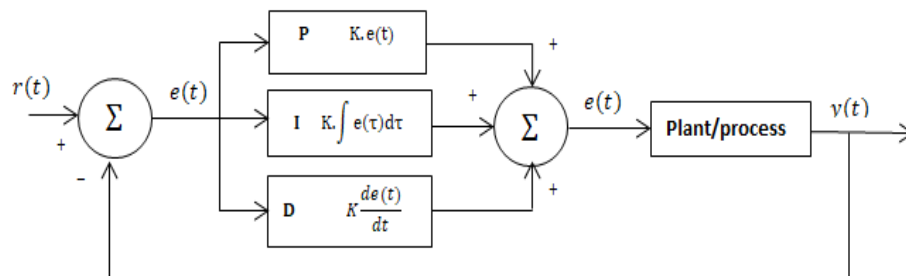 P K.e(t)
+
r(t)
e(t)
+
e(t)
y(t)
Σ
I K.∫ e(τ)dτ
Σ
Plant/process
+
−
+
D K de(t)/dt